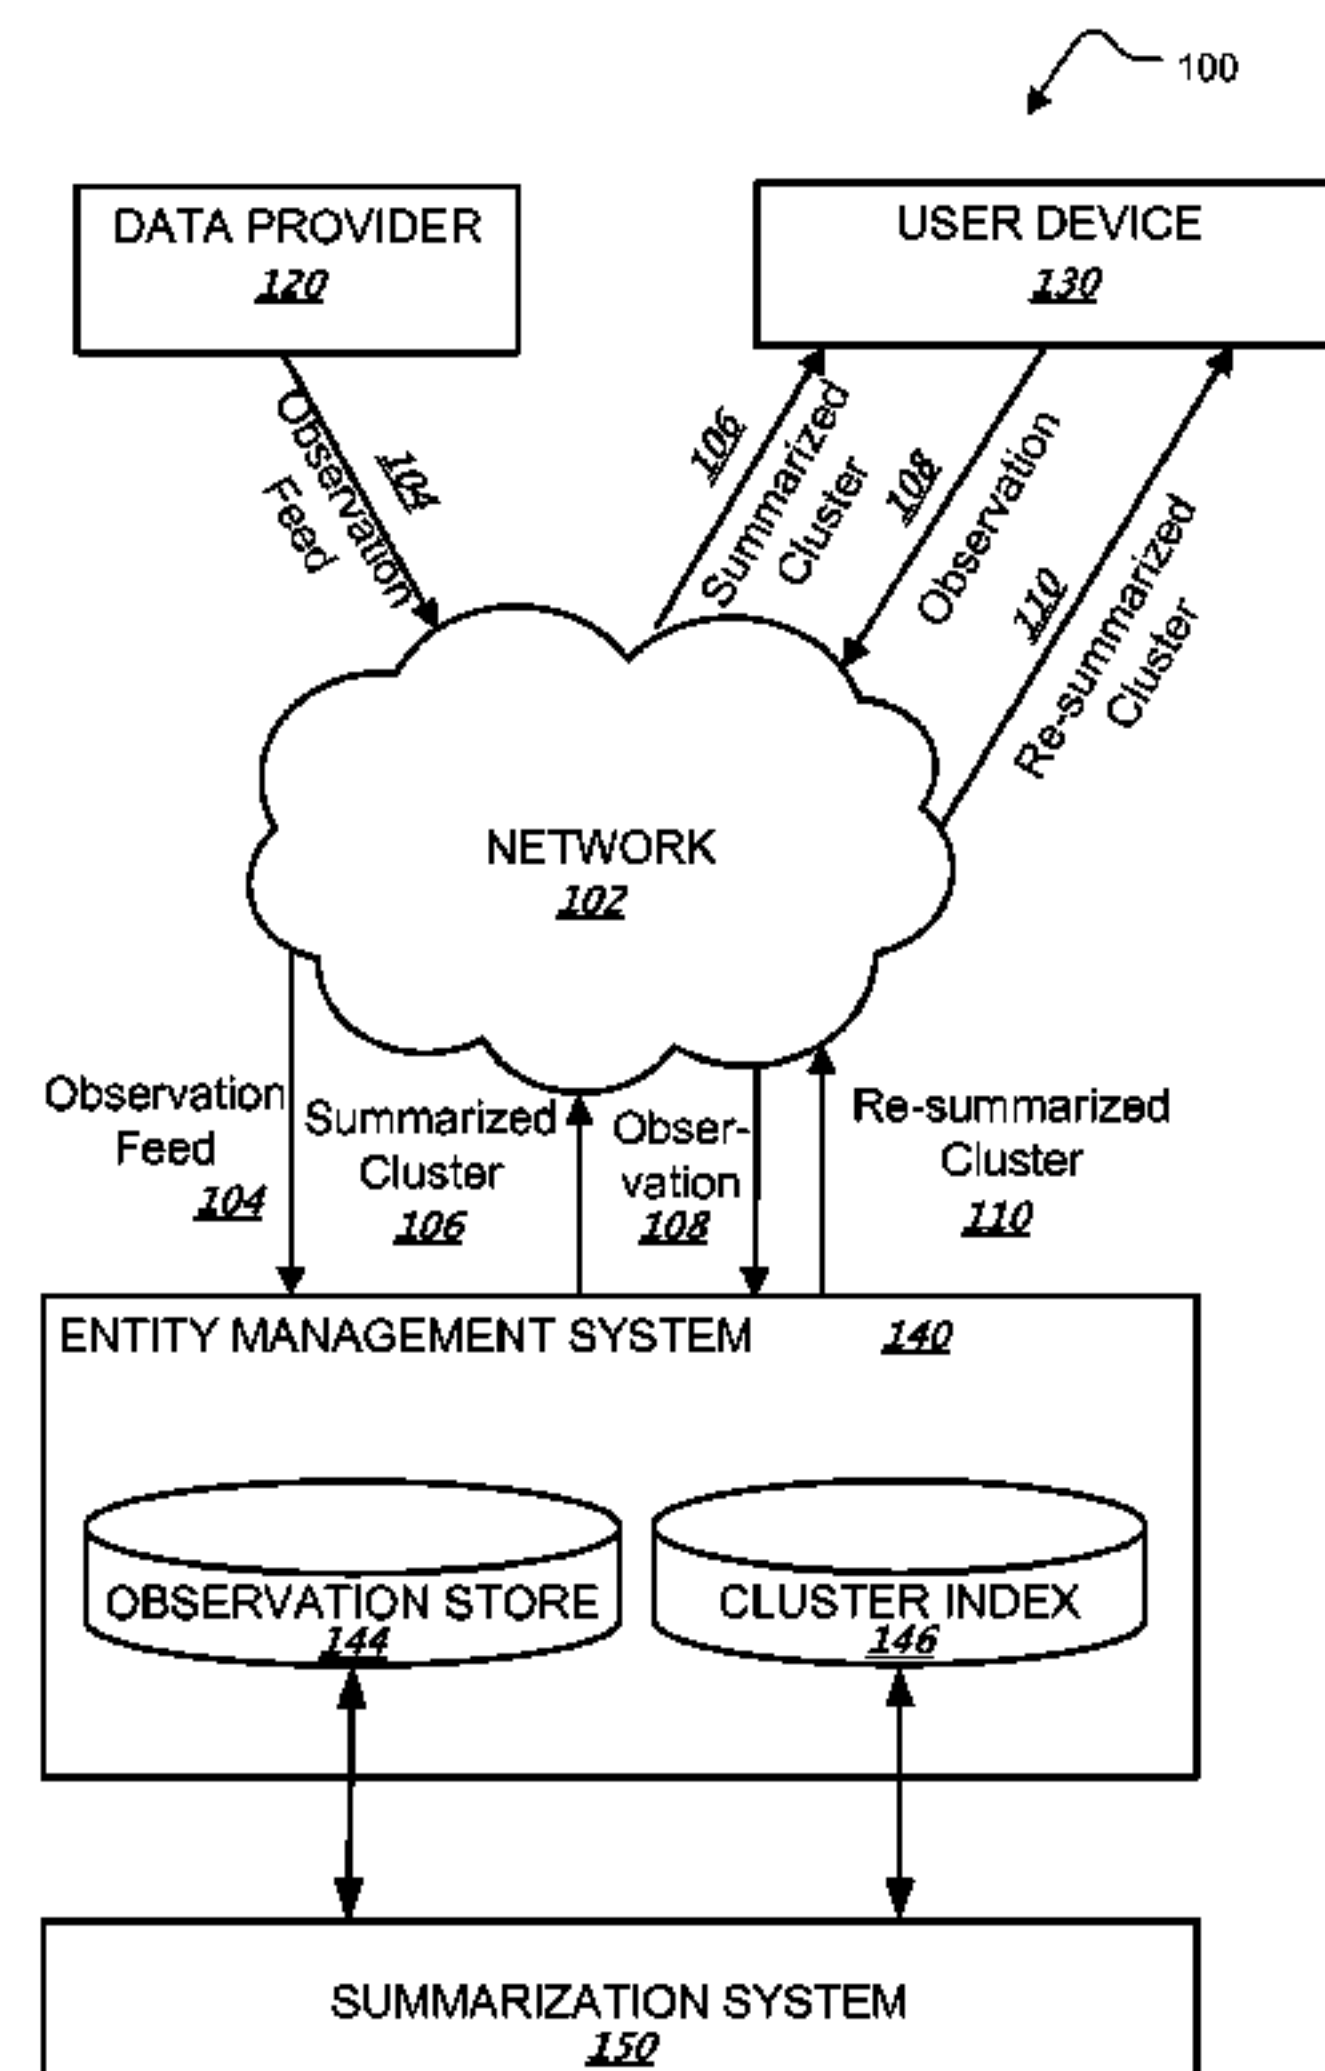 100
DATA PROVIDER
120
USER DEVICE
130
Observation
Feed
104
106
Summarized
Cluster
108
Observation
110
Re-summarized
Cluster
NETWORK
102
Observation
Feed
104
Summarized
Cluster
106
Obser-
vation
108
Re-summarized
Cluster
110
ENTITY MANAGEMENT SYSTEM 140
OBSERVATION STORE
144
CLUSTER INDEX
146
SUMMARIZATION SYSTEM
150